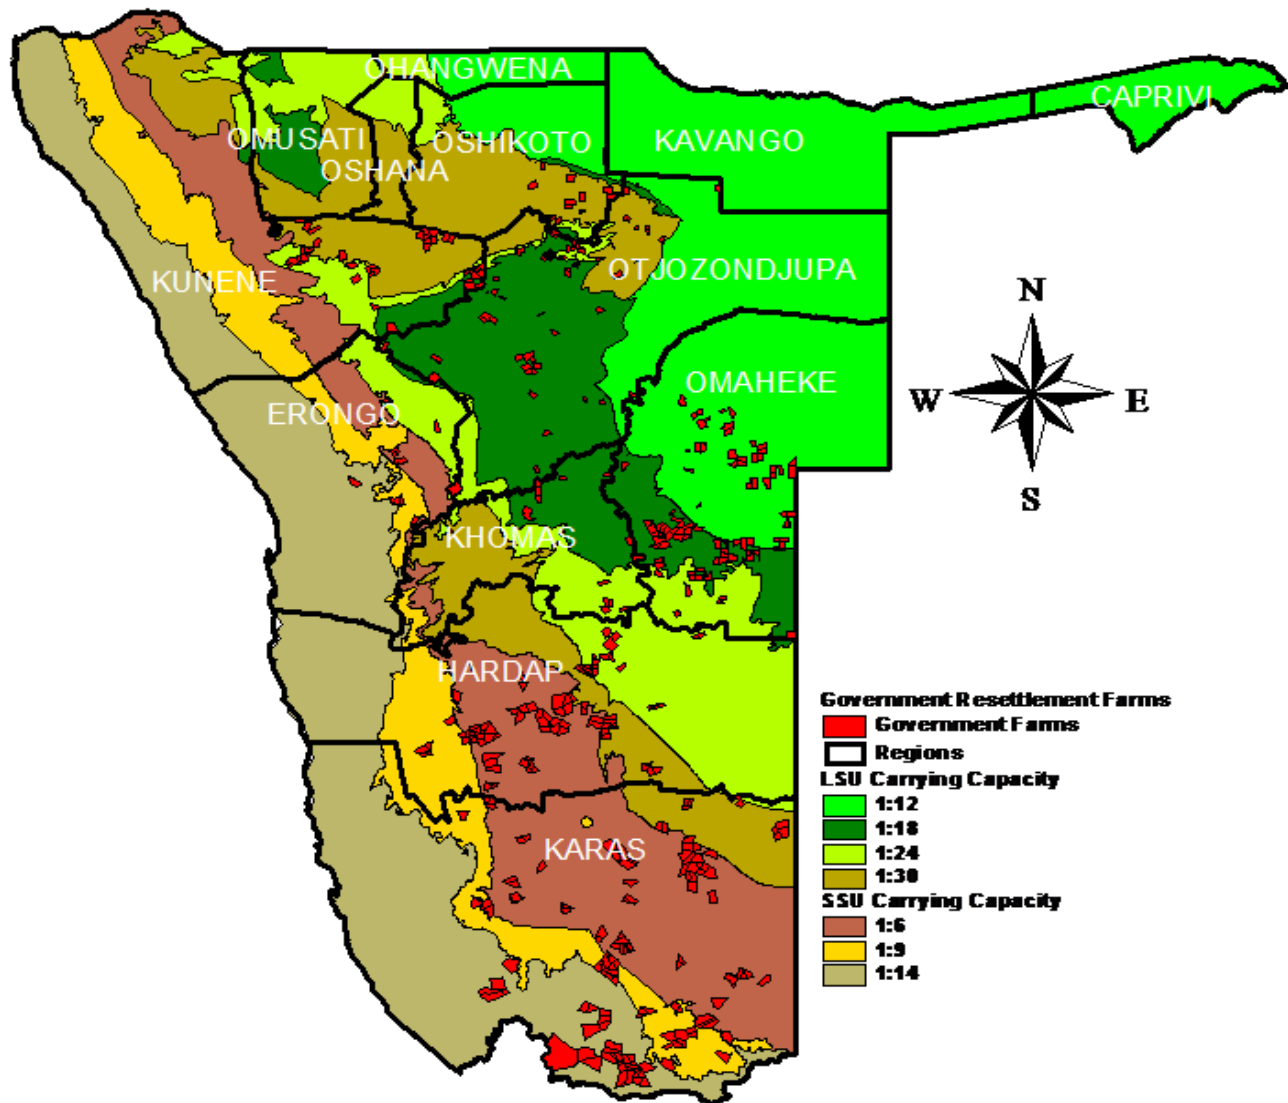 OHANGWENA
CAPRIVI
OMUSATI
OSHIKOTO
KAVANGO
OSHANA
KUNENE
OTJOZONDJUPA
N
OMAHEKE
W
E
ERONGO
S
KHOMAS
HARDAP
Government Resettlement Farms
Government Farms
Regions
LSU Carrying Capacity
1:12
1:18
1:24
1:30
KARAS
SSU Carrying Capacity
1:6
1:9
1:14